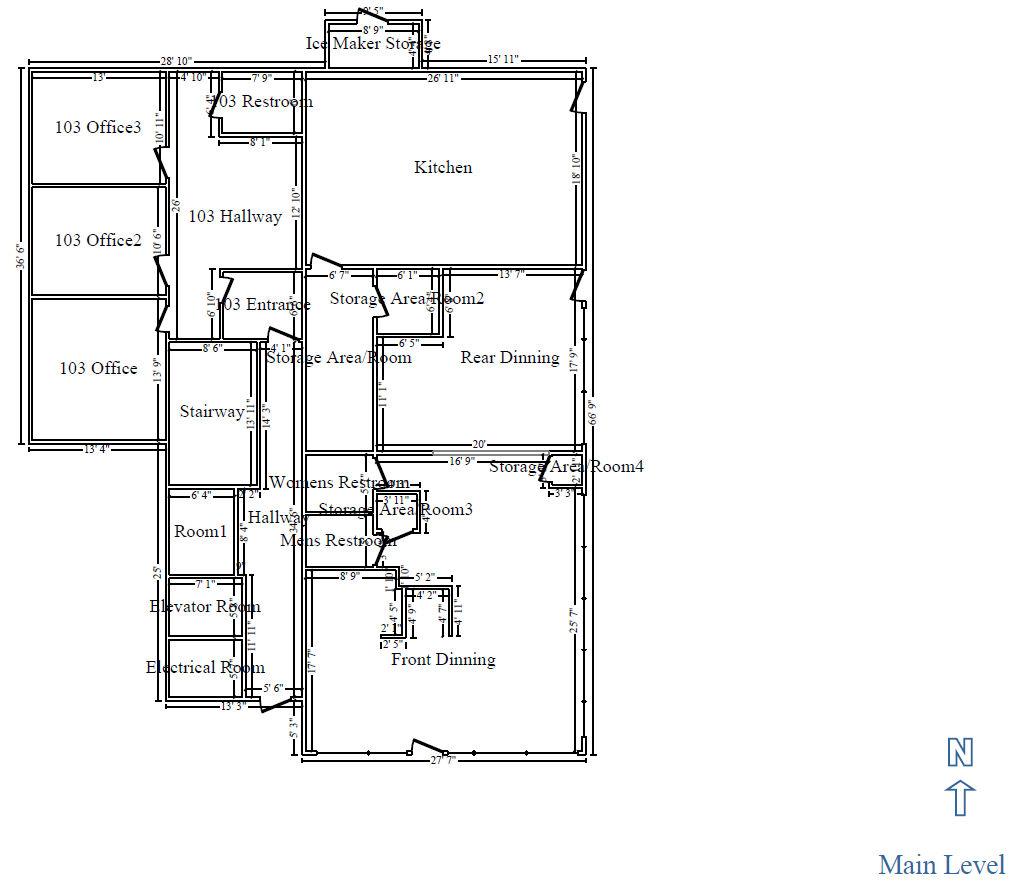 9' 5"
8' 9"
Ice Maker Storage
28' 10"
15' 11"
13'
4' 10"
7' 9"
26' 11"
6' 4"
103 Restroom
103 Office3
10' 11"
8' 1"
Kitchen
18' 10"
26'
12' 10"
103 Hallway
103 Office2
10' 6"
36' 6"
6' 7"
6' 1"
13' 7"
6' 10"
103 Entrance
Storage Area/Room2
8' 6"
4' 1"
6' 5"
Storage Area/Room
Rear Dinning
17' 9"
103 Office
13' 9"
11' 1"
Stairway
13' 11"
14' 3"
66' 9"
20'
13' 4"
16' 9"
Storage Area/Room4
Womens Restroom
3' 3"
6' 4"
2' 2"
3' 11"
Storage Area/Room3
Hallway
34' 6"
Room1
8' 4"
Mens Restroom
9"
25'
7' 1"
8' 9"
5' 2"
4' 2"
Elevator Room
4' 5"
4' 9"
4' 7"
4' 11"
25' 7"
2' 1"
11' 11"
2' 5"
Front Dinning
17' 7"
Electrical Room
5' 6"
13' 3"
5' 3"
27' 7"
N
Main Level